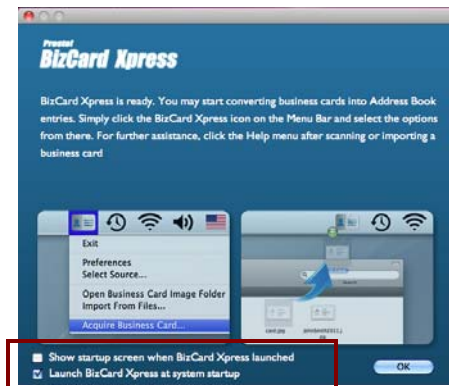 Presto!
BizCard Xpress
BizCard Xpress is ready. You may start converting business cards into Address Book
entries. Simply click the BizCard Xpress icon on the Menu Bar and select the options
from there. For further assistance, click the Help menu after scanning or importing a
business card
Exit
Preferences
Select Source...
Open Business Card Image Folder
Import From Files...
Acquire Business Card...
card.jpg
Show startup screen when BizCard Xpress launched
Launch BizCard Xpress at system startup
OK